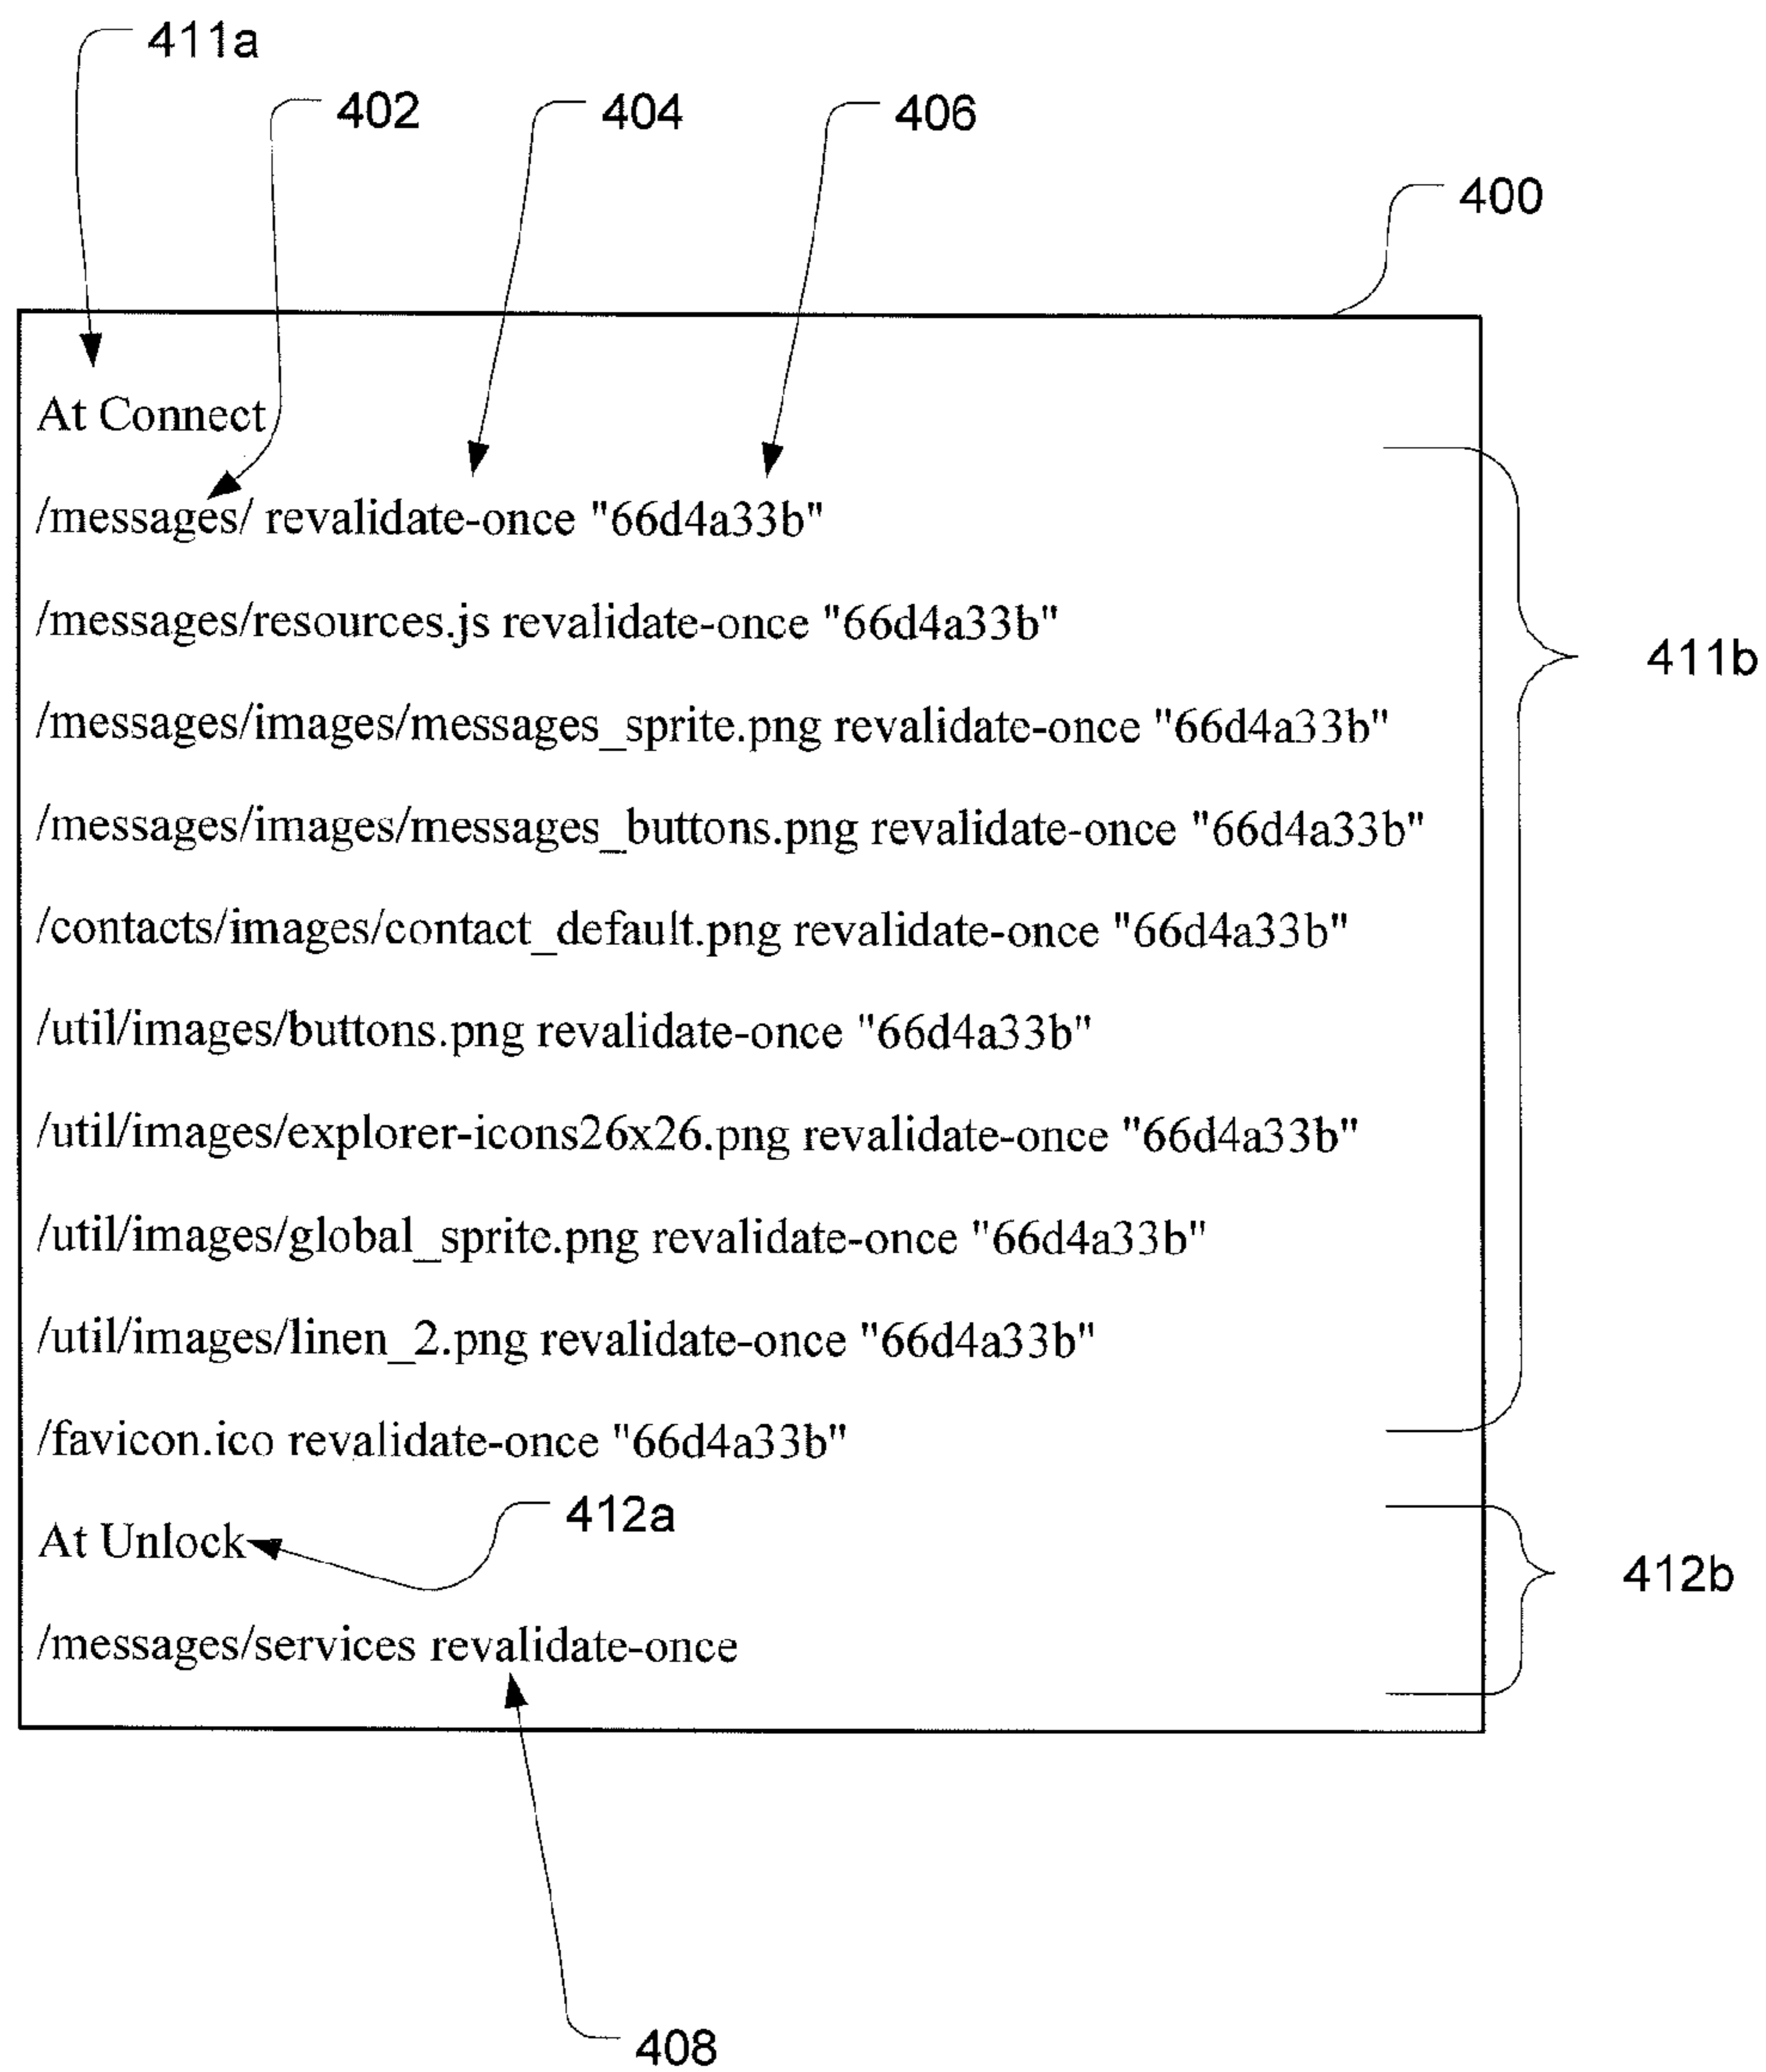 411a
402 404 406
400
At Connect
/messages/ revalidate-once "66d4a33b"
/messages/resources.js revalidate-once "66d4a33b"
411b
/messages/images/messages_sprite.png revalidate-once "66d4a33b"
/messages/images/messages_buttons.png revalidate-once "66d4a33b"
/contacts/images/contact_default.png revalidate-once "66d4a33b"
/util/images/buttons.png revalidate-once "66d4a33b"
/util/images/explorer-icons26x26.png revalidate-once "66d4a33b"
/util/images/global_sprite.png revalidate-once "66d4a33b"
/util/images/linen_2.png revalidate-once "66d4a33b"
/favicon.ico revalidate-once "66d4a33b"
412a
At Unlock
412b
/messages/services revalidate-once
408